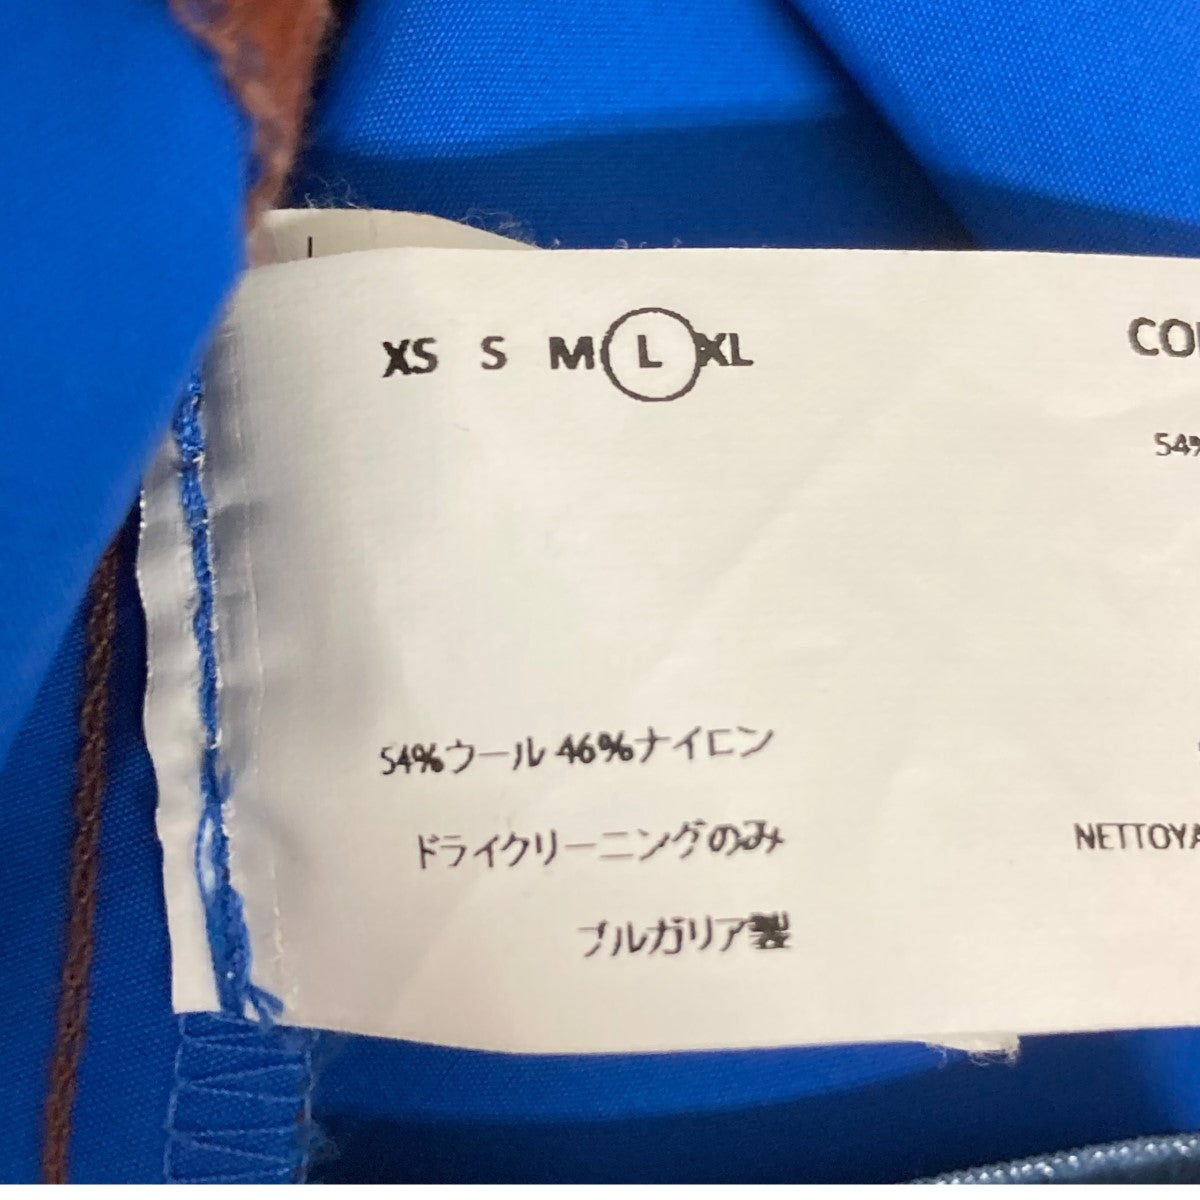 XS S M L XL
54%ウール 46%ナイロン
ドライクリーニングのみ
ブルガリア製
CO
54%
NETTOYA